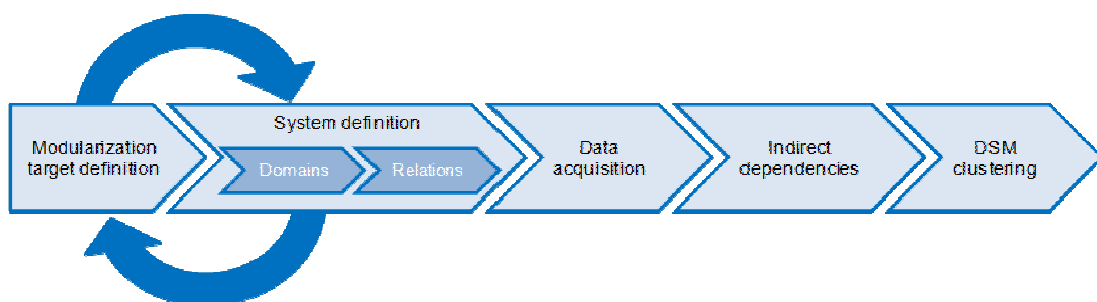 Modularization
target definition
System definition
Domains
Relations
Data
acquisition
Indirect
dependencies
DSM
clustering